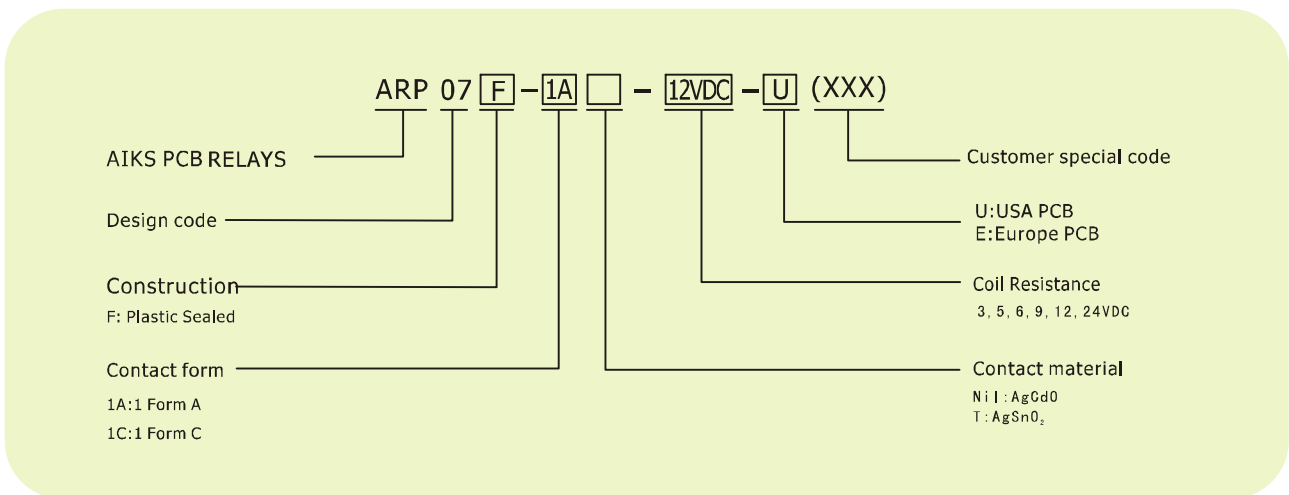 ARP 07 F - 1A □ - 12VDC - U (XXX)
AIKS PCB RELAYS
Design code
Construction
F: Plastic Sealed
Contact form
1A:1 Form A
1C:1 Form C
Customer special code
U:USA PCB
E:Europe PCB
Coil Resistance
3, 5, 6, 9, 12, 24VDC
Contact material
Nil:AgCdO
T:AgSnO₂